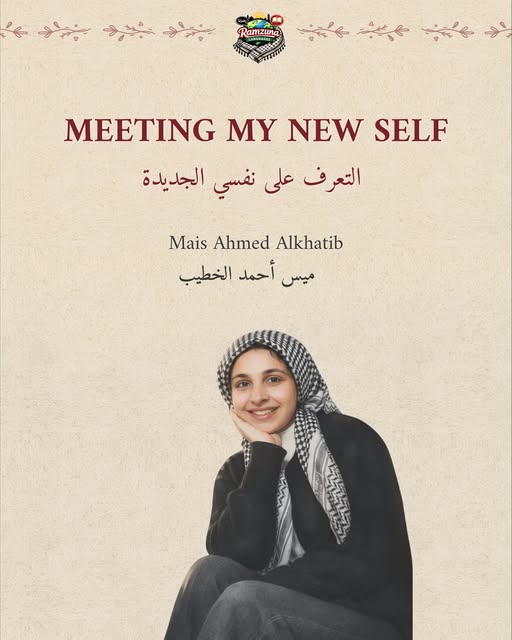 Ramzuna
MEETING MY NEW SELF
التعرف على نفسي الجديدة
Mais Ahmed Alkhatib
ميس أحمد الخطيب